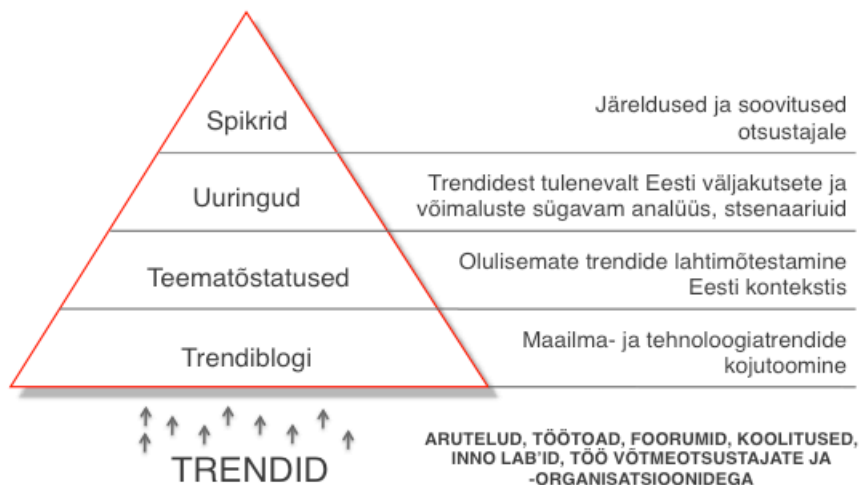 Spikrid
Järeldused ja soovitused
otsustajale
Uuringud
Trendidest tulenevalt Eesti väljakutsete ja
võimaluste sügavam analüüs, stsenaariuid
Teematõstatused
Olulisemate trendide lahtimõtestamine
Eesti kontekstis
Trendiblogi
Maailma- ja tehnoloogiatrendide
kojutoomine
TRENDID
ARUTELUD, TÖÖTOAD, FOORUMID, KOOLITUSED,
INNO LAB'ID, TÖÖ VÕTMEOTSUSTAJATE JA
-ORGANISATSIOONIDEGA